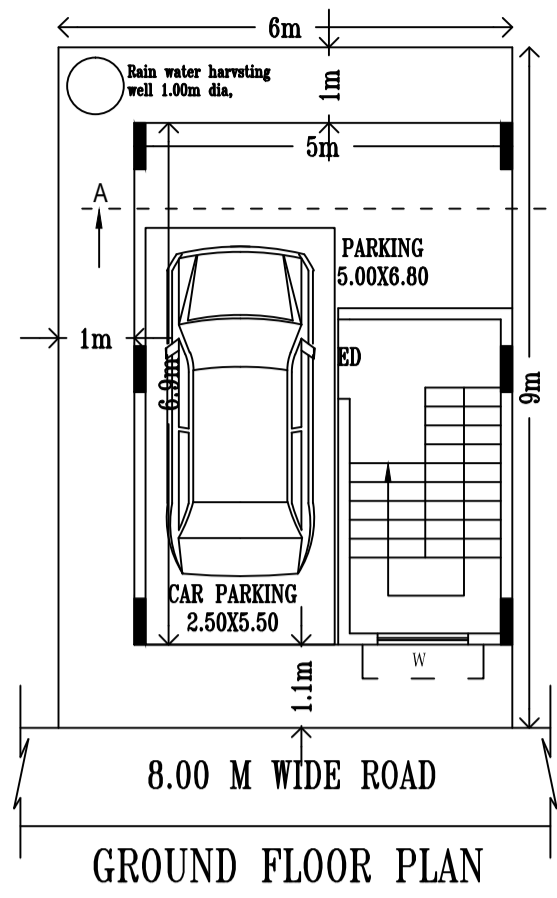 6m
Rain water harvsting
well 1.00m dia,
1m
5m
A
PARKING
5.00X6.80
1m
ED
6.9m
9m
CAR PARKING
2.50X5.50
W
1.1m
8.00 M WIDE ROAD
GROUND FLOOR PLAN